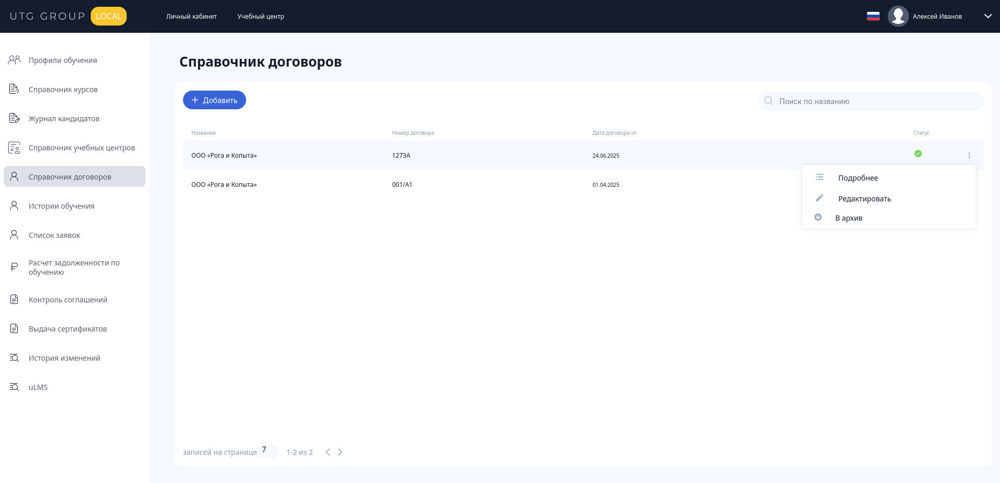 UTG GROUP LOCAL Личный кабинет Учебный центр Алексей Иванов
Профили обучения
Справочник курсов
Журнал кандидатов
Справочник учебных центров
Справочник договоров
Истории обучения
Список заявок
Расчет задолженности по
обучению
Контроль соглашений
Выдача сертификатов
История изменений
uLMS
Справочник договоров
+ Добавить
Поиск по названию
Название Номер договора Дата договора от Статус
ООО «Рога и Копыта» 1273А 24.06.2025
ООО «Рога и Копыта» 001/А1 01.04.2025
Подробнее
Редактировать
В архив
записей на странице 7 1-2 из 2